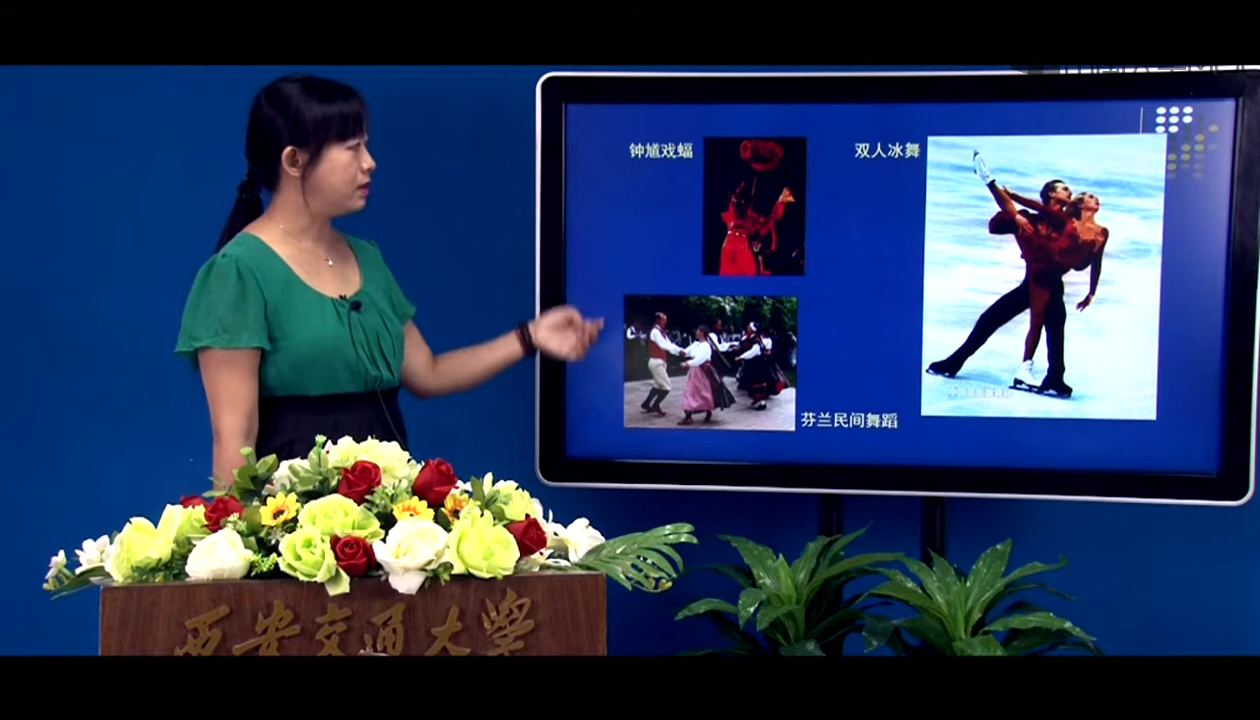 钟馗戏蝠
双人冰舞
芬兰民间舞蹈
西安交通大学